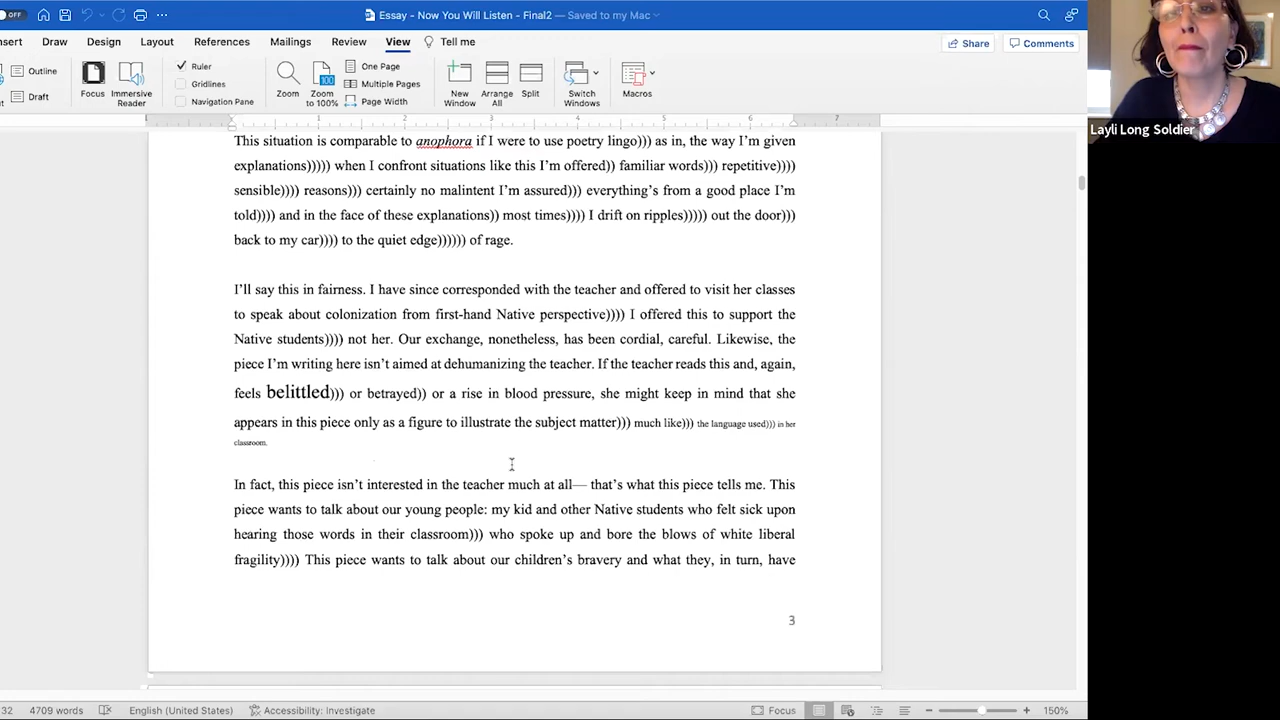 OFF
Essay - Now You Will Listen - Final2 — Saved to my Mac
nsert Draw Design Layout References Mailings Review View Tell me
Share Comments
Outline
Draft
Focus
Immersive
Reader
Ruler
Gridlines
Navigation Pane
Zoom
100
Zoom
to 100%
One Page
Multiple Pages
Page Width
New
Window
Arrange
All
Split
Switch
Windows
Macros
Layli Long Soldier
1 2 3 4 5 6 7
This situation is comparable to anophora if I were to use poetry lingo))) as in, the way I'm given
explanations))))) when I confront situations like this I'm offered)) familiar words))) repetitive))))
sensible)))) reasons))) certainly no malintent I'm assured))) everything's from a good place I'm
told)))) and in the face of these explanations)) most times)))) I drift on ripples))))) out the door)))
back to my car)))) to the quiet edge)))))) of rage.
I'll say this in fairness. I have since corresponded with the teacher and offered to visit her classes
to speak about colonization from first-hand Native perspective)))) I offered this to support the
Native students)))) not her. Our exchange, nonetheless, has been cordial, careful. Likewise, the
piece I'm writing here isn't aimed at dehumanizing the teacher. If the teacher reads this and, again,
feels belittled))) or betrayed)) or a rise in blood pressure, she might keep in mind that she
appears in this piece only as a figure to illustrate the subject matter))) much like))) the language used))) in her
classroom.
In fact, this piece isn't interested in the teacher much at all— that's what this piece tells me. This
piece wants to talk about our young people: my kid and other Native students who felt sick upon
hearing those words in their classroom))) who spoke up and bore the blows of white liberal
fragility)))) This piece wants to talk about our children's bravery and what they, in turn, have
3
32 4709 words English (United States) Accessibility: Investigate Focus 150%